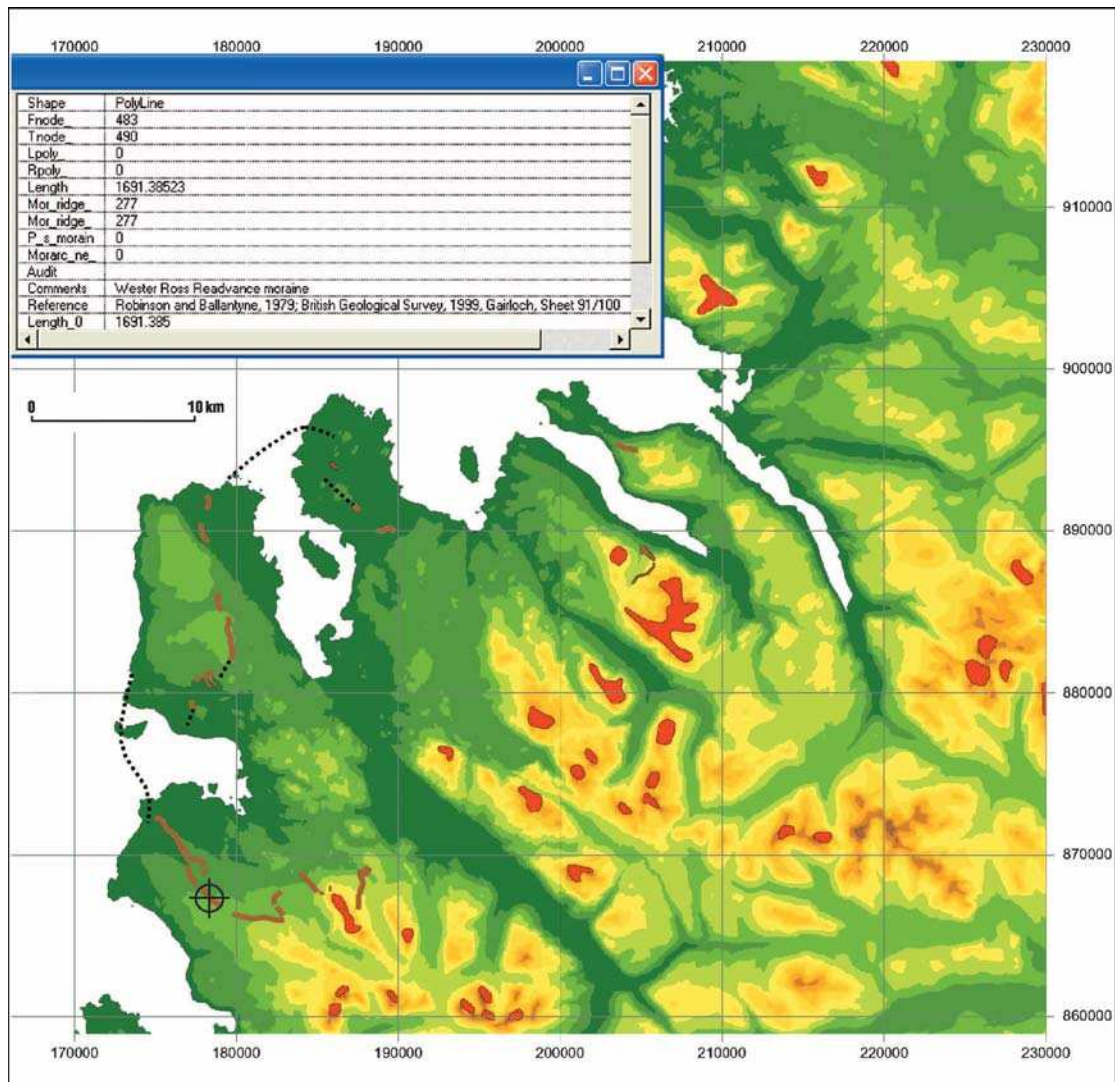 170000 180000 190000 200000 210000 220000 230000
Shape PolyLine
Fnode_ 483
Tnode_ 490
Lpoly_ 0
Rpoly_ 0
Length 1691.38523
Mor_ridge_ 277
Mor_ridge_ 277
P_s_morain 0
Morarc_ne_ 0
Audit
Comments Wester Ross Readvance moraine
Reference Robinson and Ballantyne, 1979; British Geological Survey, 1999, Gairloch, Sheet 91/100
Length_0 1691.385
910000
900000
0 10 km
890000
880000
870000
860000
170000 180000 190000 200000 210000 220000 230000